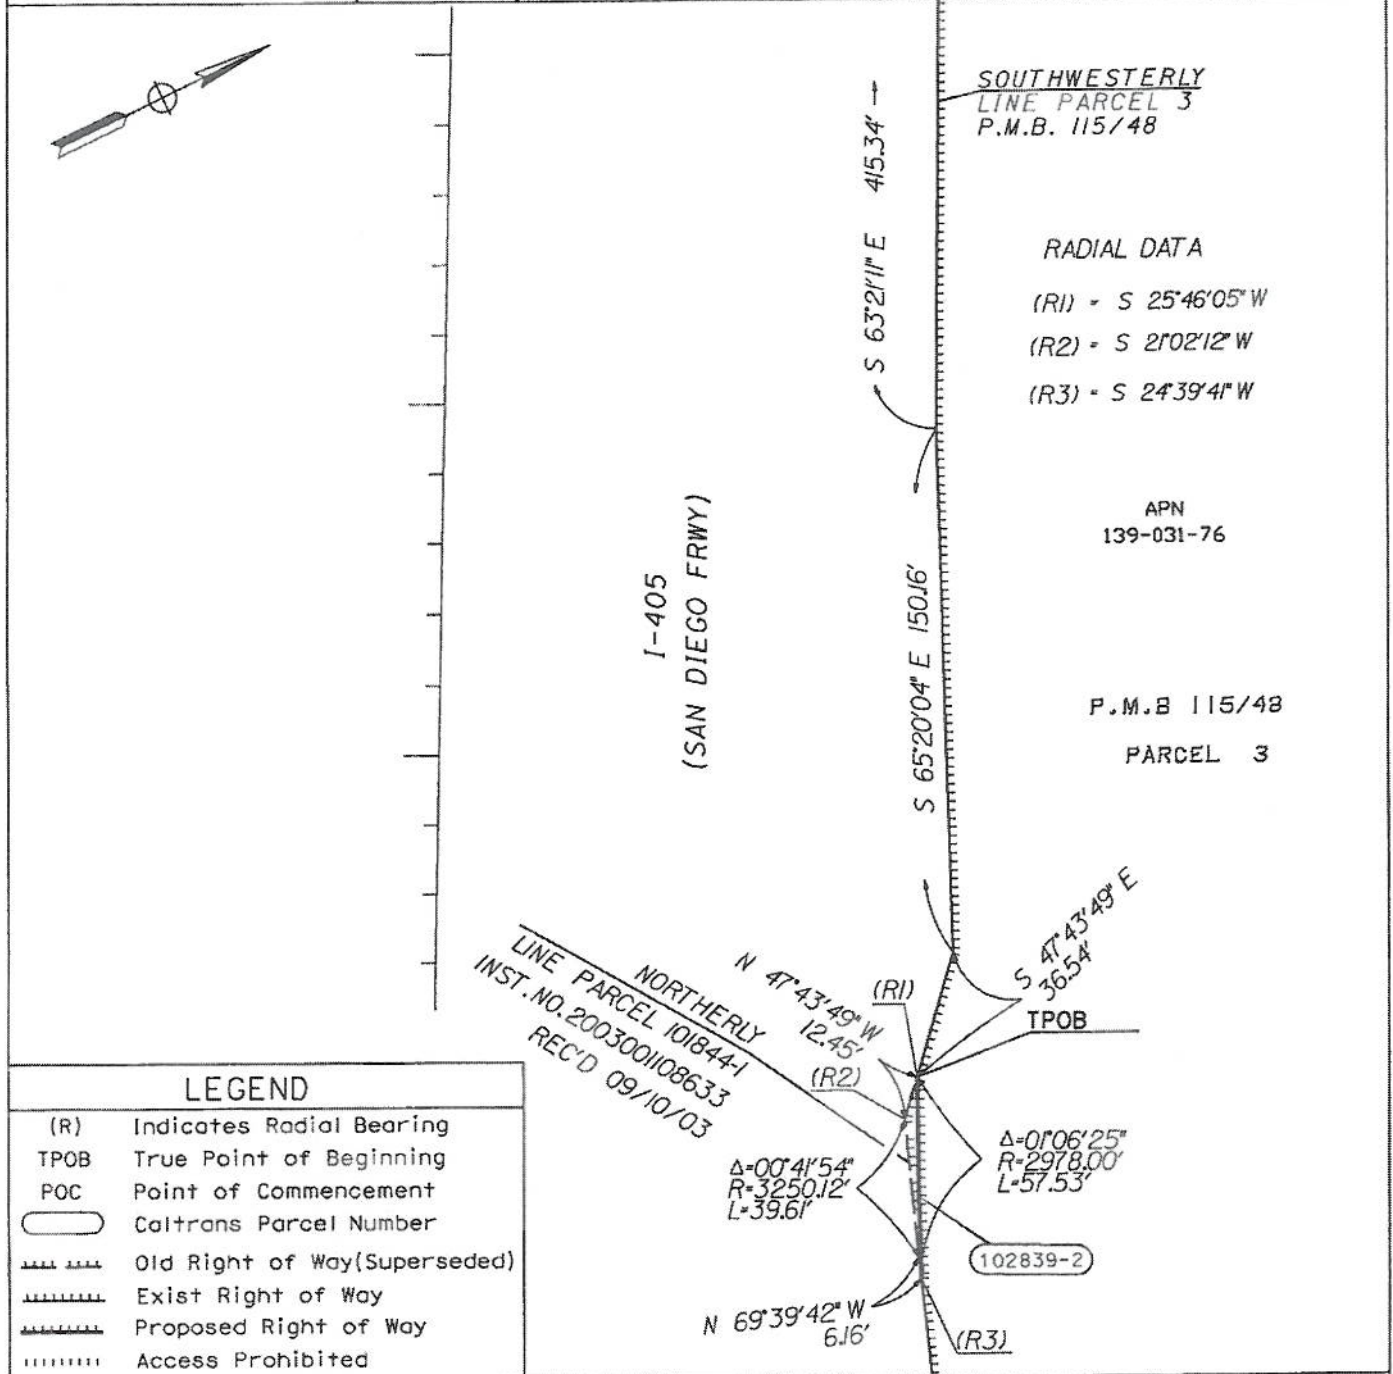 SOUTHWESTERLY
LINE PARCEL 3
P.M.B. 115/48
S 63°21'11" E 415.34'
RADIAL DATA
(R1) = S 25°46'05" W
(R2) = S 21°02'12" W
(R3) = S 24°39'41" W
APN
139-031-76
I-405
(SAN DIEGO FRWY)
S 65°20'04" E 150.16'
P.M.B 115/48
PARCEL 3
S 47°43'49" E
36.54'
TPOB
N 47°43'49" W
12.45'
(R1)
(R2)
NORTHERLY
LINE PARCEL 101844-1
INST.NO.2003001108633
REC'D 09/10/03
Δ=00°41'54"
R=3250.12'
L=39.61'
Δ=01°06'25"
R=2978.00'
L=57.53'
102839-2
N 69°39'42" W
6.16'
(R3)
LEGEND
(R) Indicates Radial Bearing
TPOB True Point of Beginning
POC Point of Commencement
Caltrans Parcel Number
Old Right of Way(Superseded)
Exist Right of Way
Proposed Right of Way
Access Prohibited